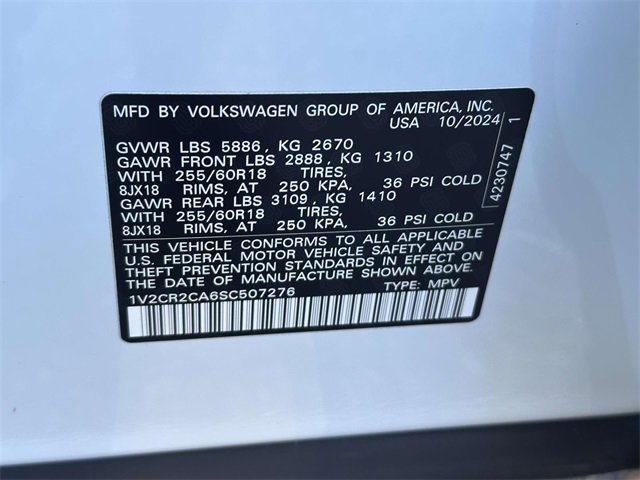 MFD BY VOLKSWAGEN GROUP OF AMERICA, INC.
USA 10/2024
GVWR LBS 5886, KG 2670
GAWR FRONT LBS 2888, KG 1310
WITH 255/60R18 TIRES,
8JX18 RIMS, AT 250 KPA, 36 PSI COLD
GAWR REAR LBS 3109, KG 1410
WITH 255/60R18 TIRES,
8JX18 RIMS, AT 250 KPA, 36 PSI COLD
THIS VEHICLE CONFORMS TO ALL APPLICABLE
U.S. FEDERAL MOTOR VEHICLE SAFETY AND
THEFT PREVENTION STANDARDS IN EFFECT ON
THE DATE OF MANUFACTURE SHOWN ABOVE.
1V2CR2CA6SC507276 TYPE: MPV
4230747 1